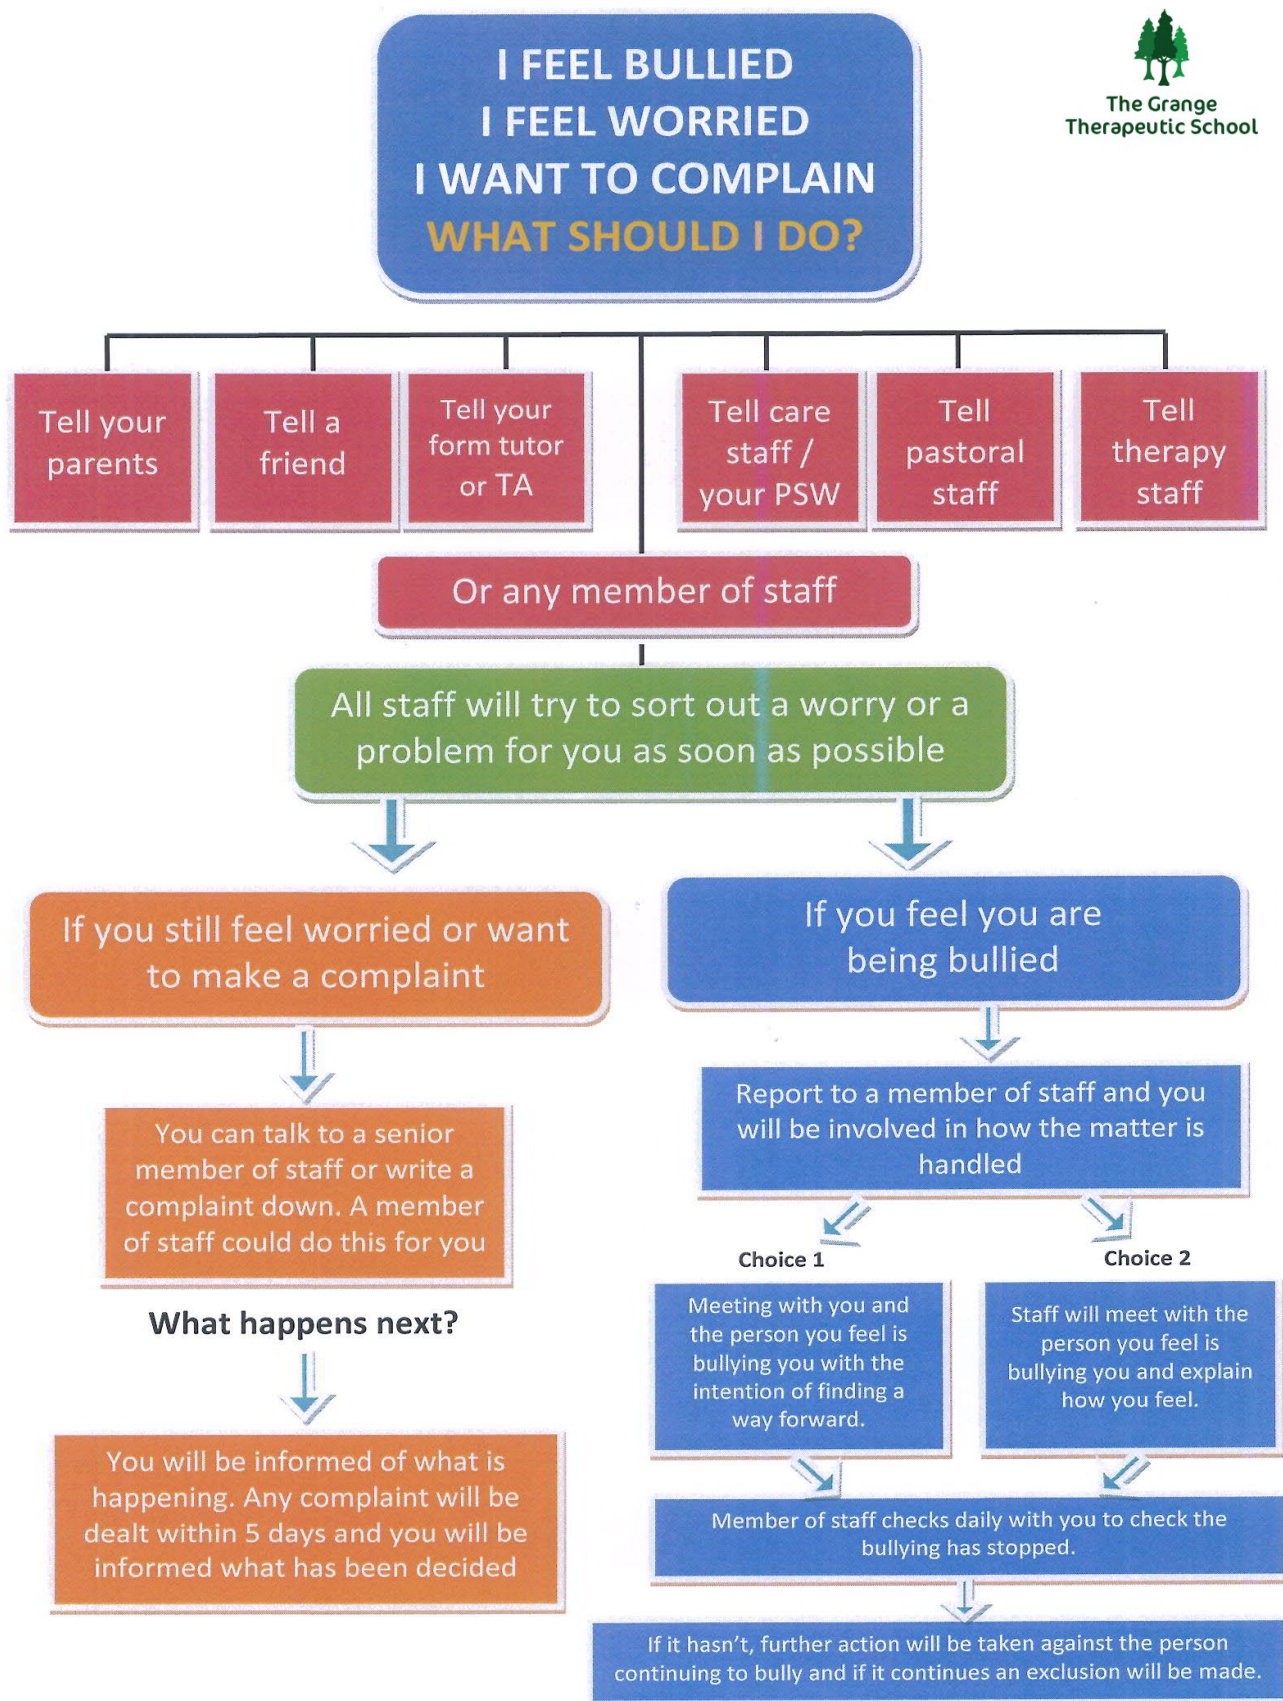 I FEEL BULLIED
I FEEL WORRIED
I WANT TO COMPLAIN
WHAT SHOULD I DO?
The Grange
Therapeutic School
Tell your
parents
Tell a
friend
Tell your
form tutor
or TA
Tell care
staff /
your PSW
Tell
pastoral
staff
Tell
therapy
staff
Or any member of staff
All staff will try to sort out a worry or a
problem for you as soon as possible
If you still feel worried or want
to make a complaint
You can talk to a senior
member of staff or write a
complaint down. A member
of staff could do this for you
What happens next?
You will be informed of what is
happening. Any complaint will be
dealt within 5 days and you will be
informed what has been decided
If you feel you are
being bullied
Report to a member of staff and you
will be involved in how the matter is
handled
Choice 1
Meeting with you and
the person you feel is
bullying you with the
intention of finding a
way forward.
Choice 2
Staff will meet with the
person you feel is
bullying you and explain
how you feel.
Member of staff checks daily with you to check the
bullying has stopped.
If it hasn't, further action will be taken against the person
continuing to bully and if it continues an exclusion will be made.